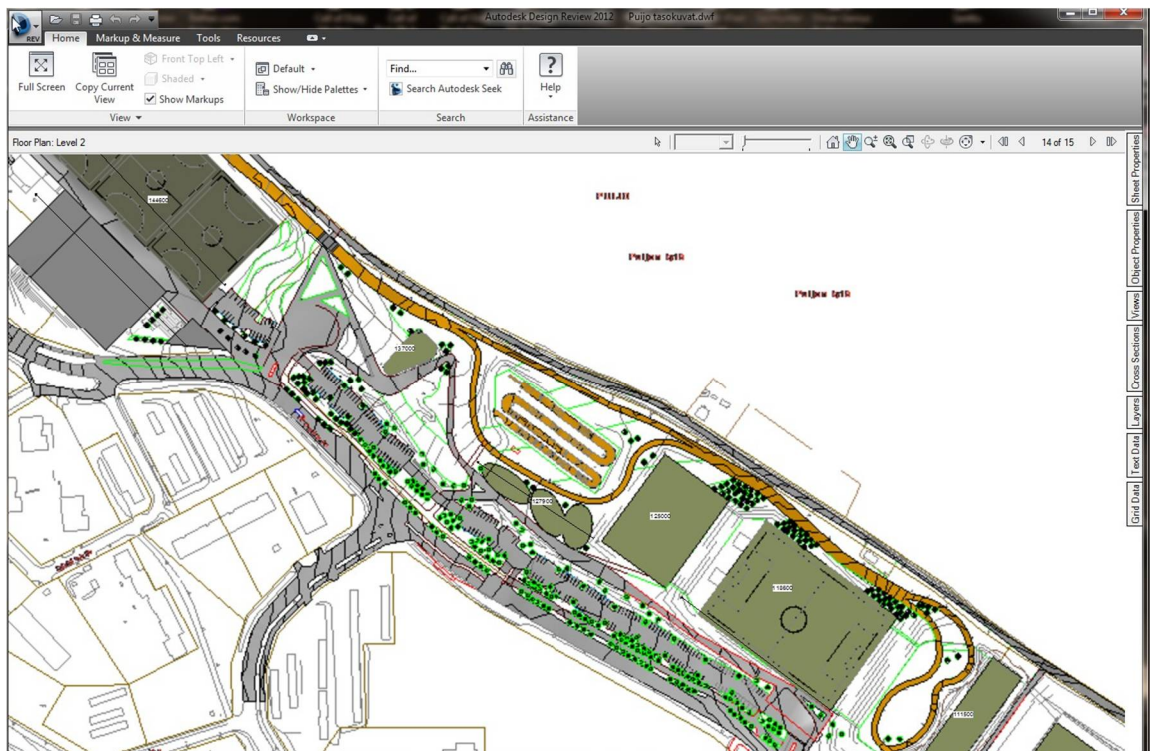 Autodesk Design Review 2012 Puijo tasokuvat.dwf
REV
Home Markup & Measure Tools Resources
Full Screen
Copy Current View
Front Top Left
Shaded
Show Markups
Default
Show/Hide Palettes
Find...
Search Autodesk Seek
Help
View Workspace Search Assistance
Floor Plan: Level 2
14 of 15
Sheet Properties
Object Properties
Views
Cross Sections
Layers
Text Data
Grid Data
144800
137000
127900
125000
111800